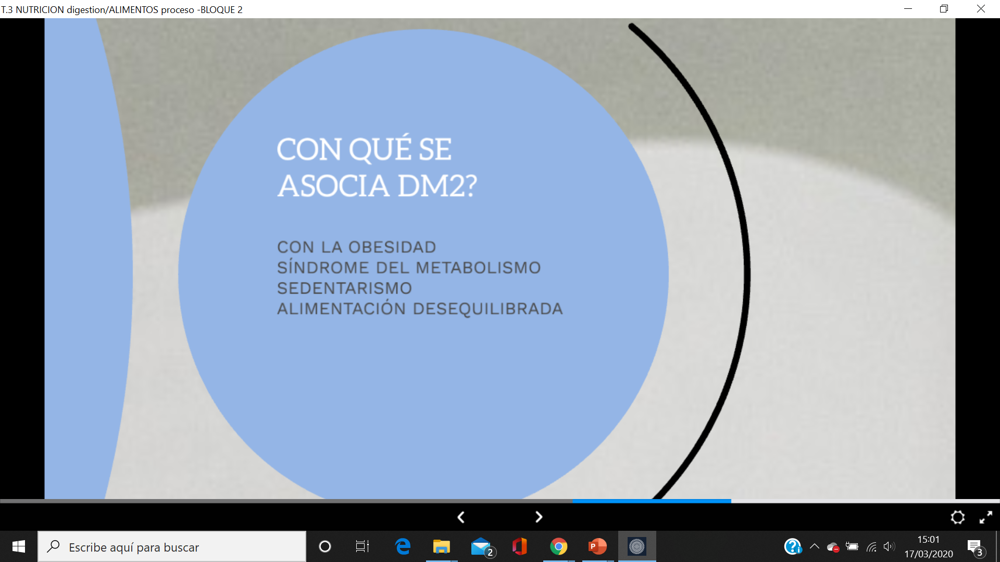 T.3 NUTRICION digestion/ALIMENTOS proceso -BLOQUE 2
CON QUÉ SE
ASOCIA DM2?
CON LA OBESIDAD
SÍNDROME DEL METABOLISMO
SEDENTARISMO
ALIMENTACIÓN DESEQUILIBRADA
Escribe aquí para buscar
2
P
15:01
17/03/2020
3